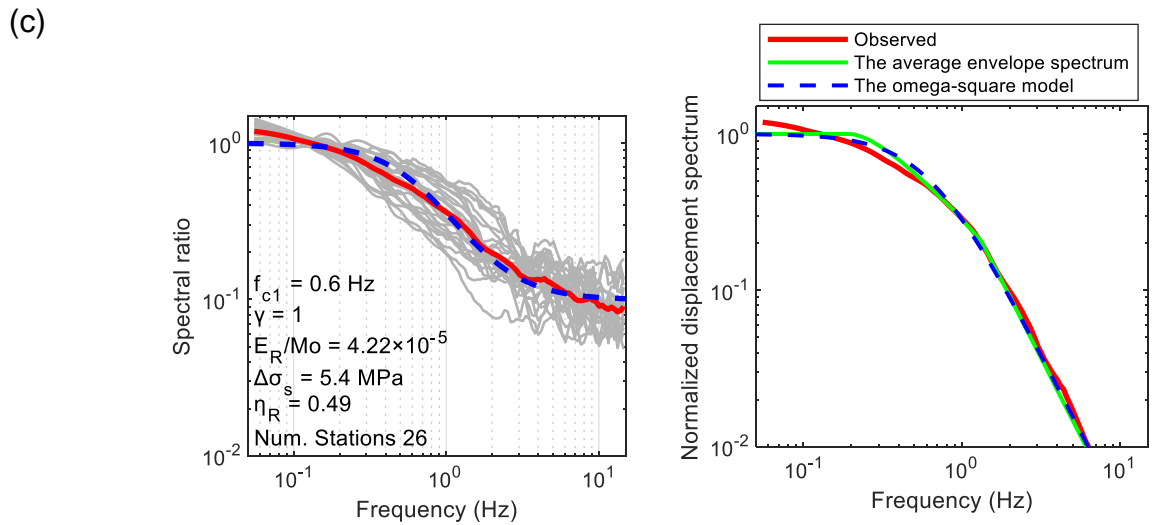 (c)
Spectral ratio
10^0
10^-1
10^-2
f_c1 = 0.6 Hz
γ = 1
E_R/Mo = 4.22×10^-5
Δσ_s = 5.4 MPa
η_R = 0.49
Num. Stations 26
10^-1
10^0
10^1
Frequency (Hz)
Observed
The average envelope spectrum
The omega-square model
Normalized displacement spectrum
10^0
10^-1
10^-2
10^-1
10^0
10^1
Frequency (Hz)